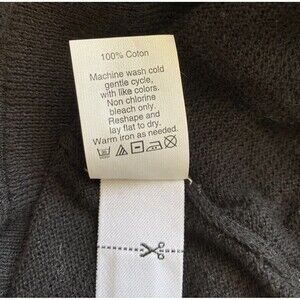 100% Coton
Machine wash cold
gentle cycle,
with like colors.
Non chlorine
bleach only.
Reshape and
lay flat to dry.
Warm iron as needed.